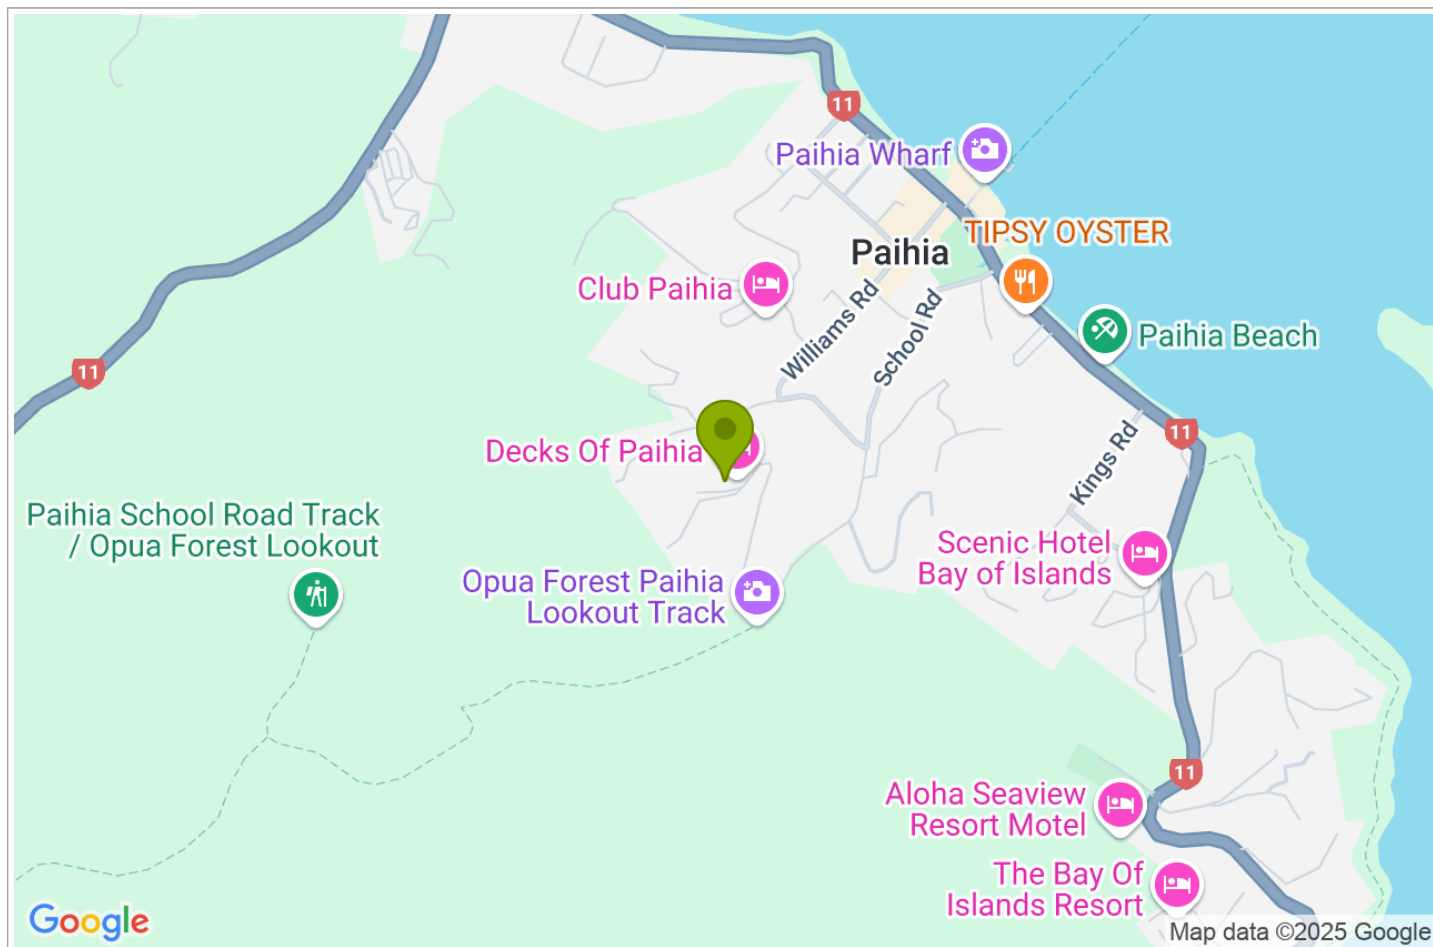 11
Paihia Wharf
TIPSY OYSTER
Paihia
Club Paihia
Williams Rd
School Rd
Paihia Beach
11
Kings Rd
11
Decks Of Paihia
Paihia School Road Track
/ Opua Forest Lookout
Scenic Hotel
Bay of Islands
Opua Forest Paihia
Lookout Track
11
Aloha Seaview
Resort Motel
The Bay Of
Islands Resort
Google
Map data ©2025 Google